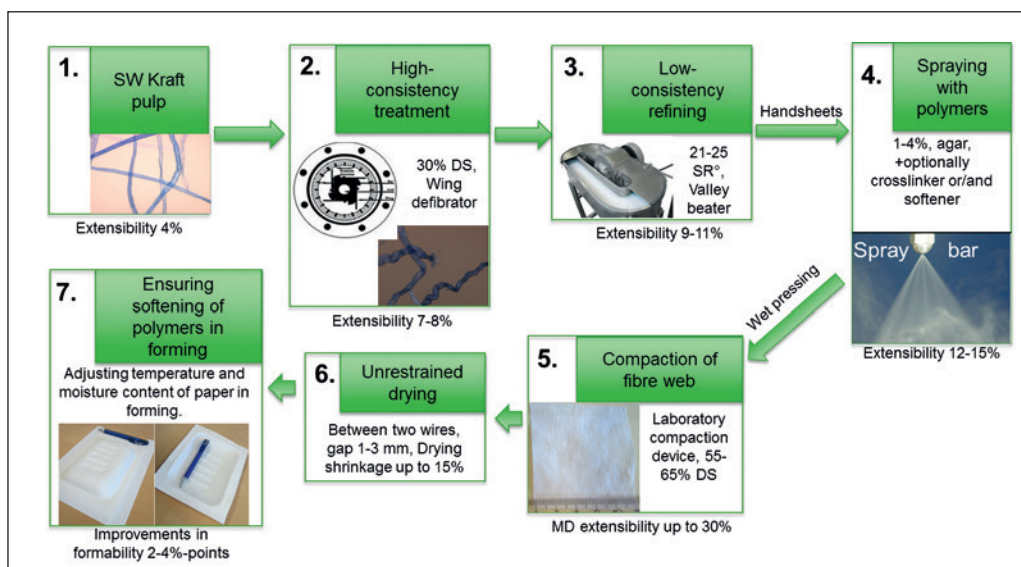 1.
SW Kraft
pulp
Extensibility 4%
2.
High-
consistency
treatment
30% DS,
Wing
defibrator
Extensibility 7-8%
3.
Low-
consistency
refining
21-25
SR°,
Valley
beater
Extensibility 9-11%
Handsheets
4.
Spraying
with
polymers
1-4%, agar,
+optionally
crosslinker or/and
softener
Spray bar
Extensibility 12-15%
Wet pressing
5.
Compaction of
fibre web
Laboratory
compaction
device, 55-
65% DS
MD extensibility up to 30%
6.
Unrestrained
drying
Between two wires,
gap 1-3 mm, Drying
shrinkage up to 15%
7.
Ensuring
softening of
polymers in
forming
Adjusting temperature and
moisture content of paper in
forming.
Improvements in
formability 2-4%-points